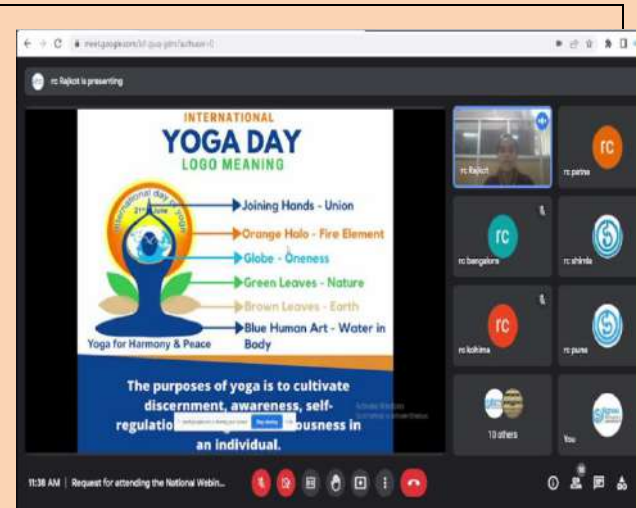 rc Rajkot is presenting
INTERNATIONAL
YOGA DAY
LOGO MEANING
international day of yoga
21st June
Joining Hands - Union
Orange Halo - Fire Element
Globe - Oneness
Green Leaves - Nature
Brown Leaves - Earth
Blue Human Art - Water in
Body
Yoga for Harmony & Peace
The purposes of yoga is to cultivate
discernment, awareness, self-
an individual.
rc Rajkot
rc
rc patna
rc
rc bangalore
rc shimla
rc
rc kohima
rc pune
10 others
You
11:38 AM | Request for attending the National Webin...